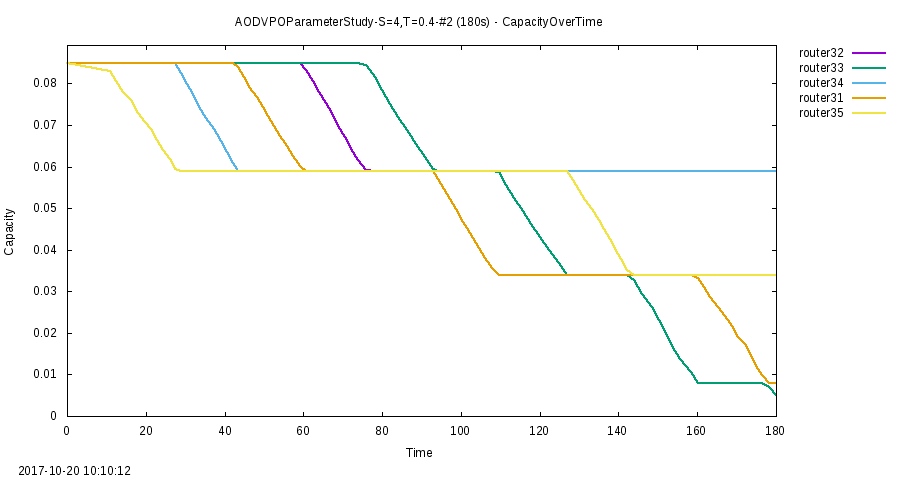 AODVPOParameterStudy-S=4,T=0.4-#2 (180s) - CapacityOverTime
router32
router33
router34
router31
router35
0.08
0.07
0.06
0.05
0.04
0.03
0.02
0.01
0
Capacity
0 20 40 60 80 100 120 140 160 180
Time
2017-10-20 10:10:12